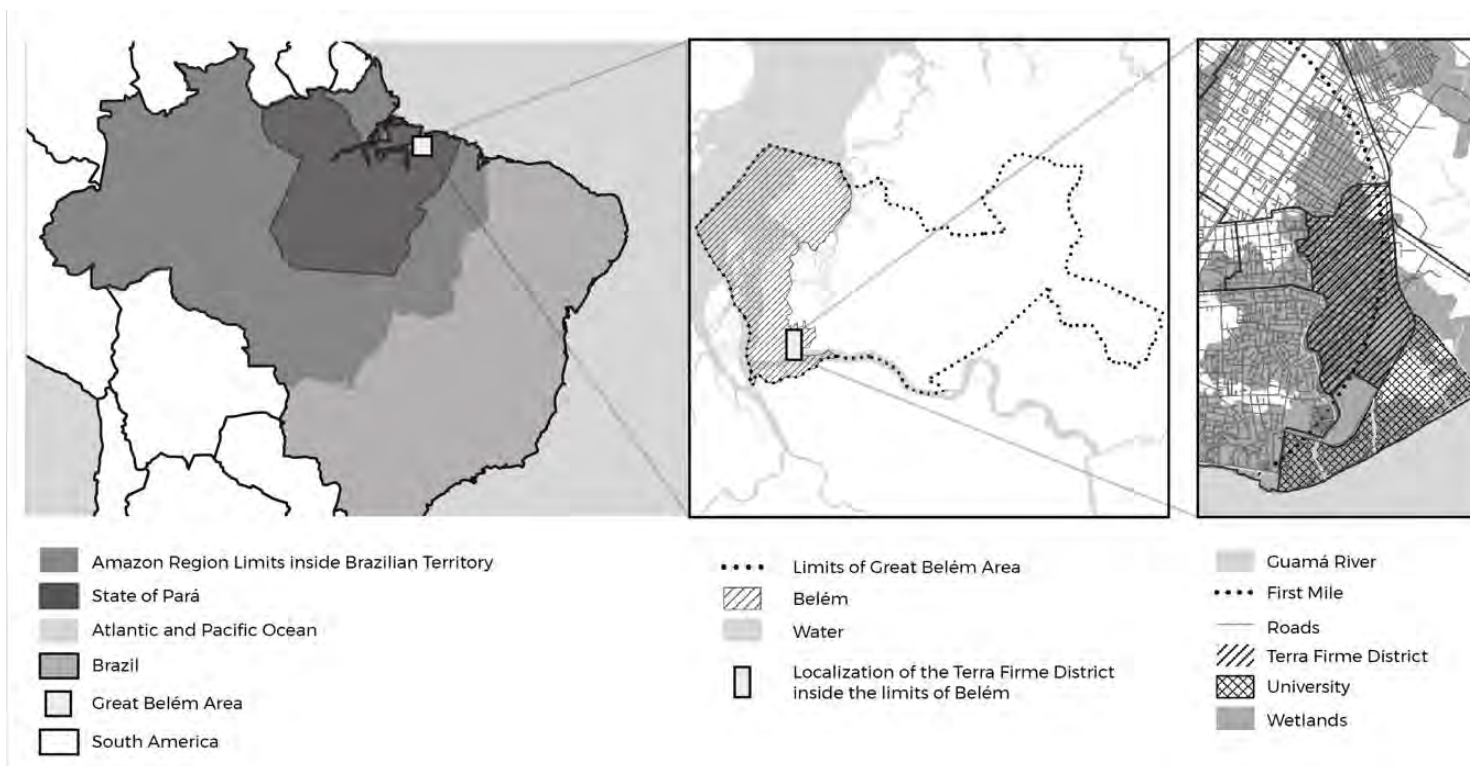 Amazon Region Limits inside Brazilian Territory
State of Pará
Atlantic and Pacific Ocean
Brazil
Great Belém Area
South America
Limits of Great Belém Area
Belém
Water
Localization of the Terra Firme District
inside the limits of Belém
Guamá River
First Mile
Roads
Terra Firme District
University
Wetlands